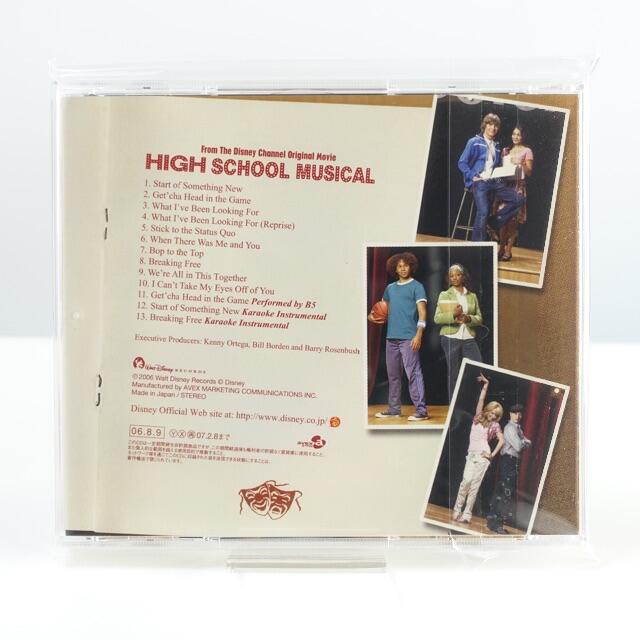 From The Disney Channel Original Movie
HIGH SCHOOL MUSICAL
1. Start of Something New
2. Get'cha Head in the Game
3. What I've Been Looking For
4. What I've Been Looking For (Reprise)
5. Stick to the Status Quo
6. When There Was Me and You
7. Bop to the Top
8. Breaking Free
9. We're All in This Together
10. I Can't Take My Eyes Off of You
11. Get'cha Head in the Game Performed by B5
12. Start of Something New Karaoke Instrumental
13. Breaking Free Karaoke Instrumental
Executive Producers: Kenny Ortega, Bill Borden and Barry Rosenbush
Walt Disney RECORDS
©2006 Walt Disney Records © Disney
Manufactured by AVEX MARKETING COMMUNICATIONS INC.
Made in Japan / STEREO
Disney Official Web site at: http://www.disney.co.jp/
06.8.9 07.2.8まで
avex